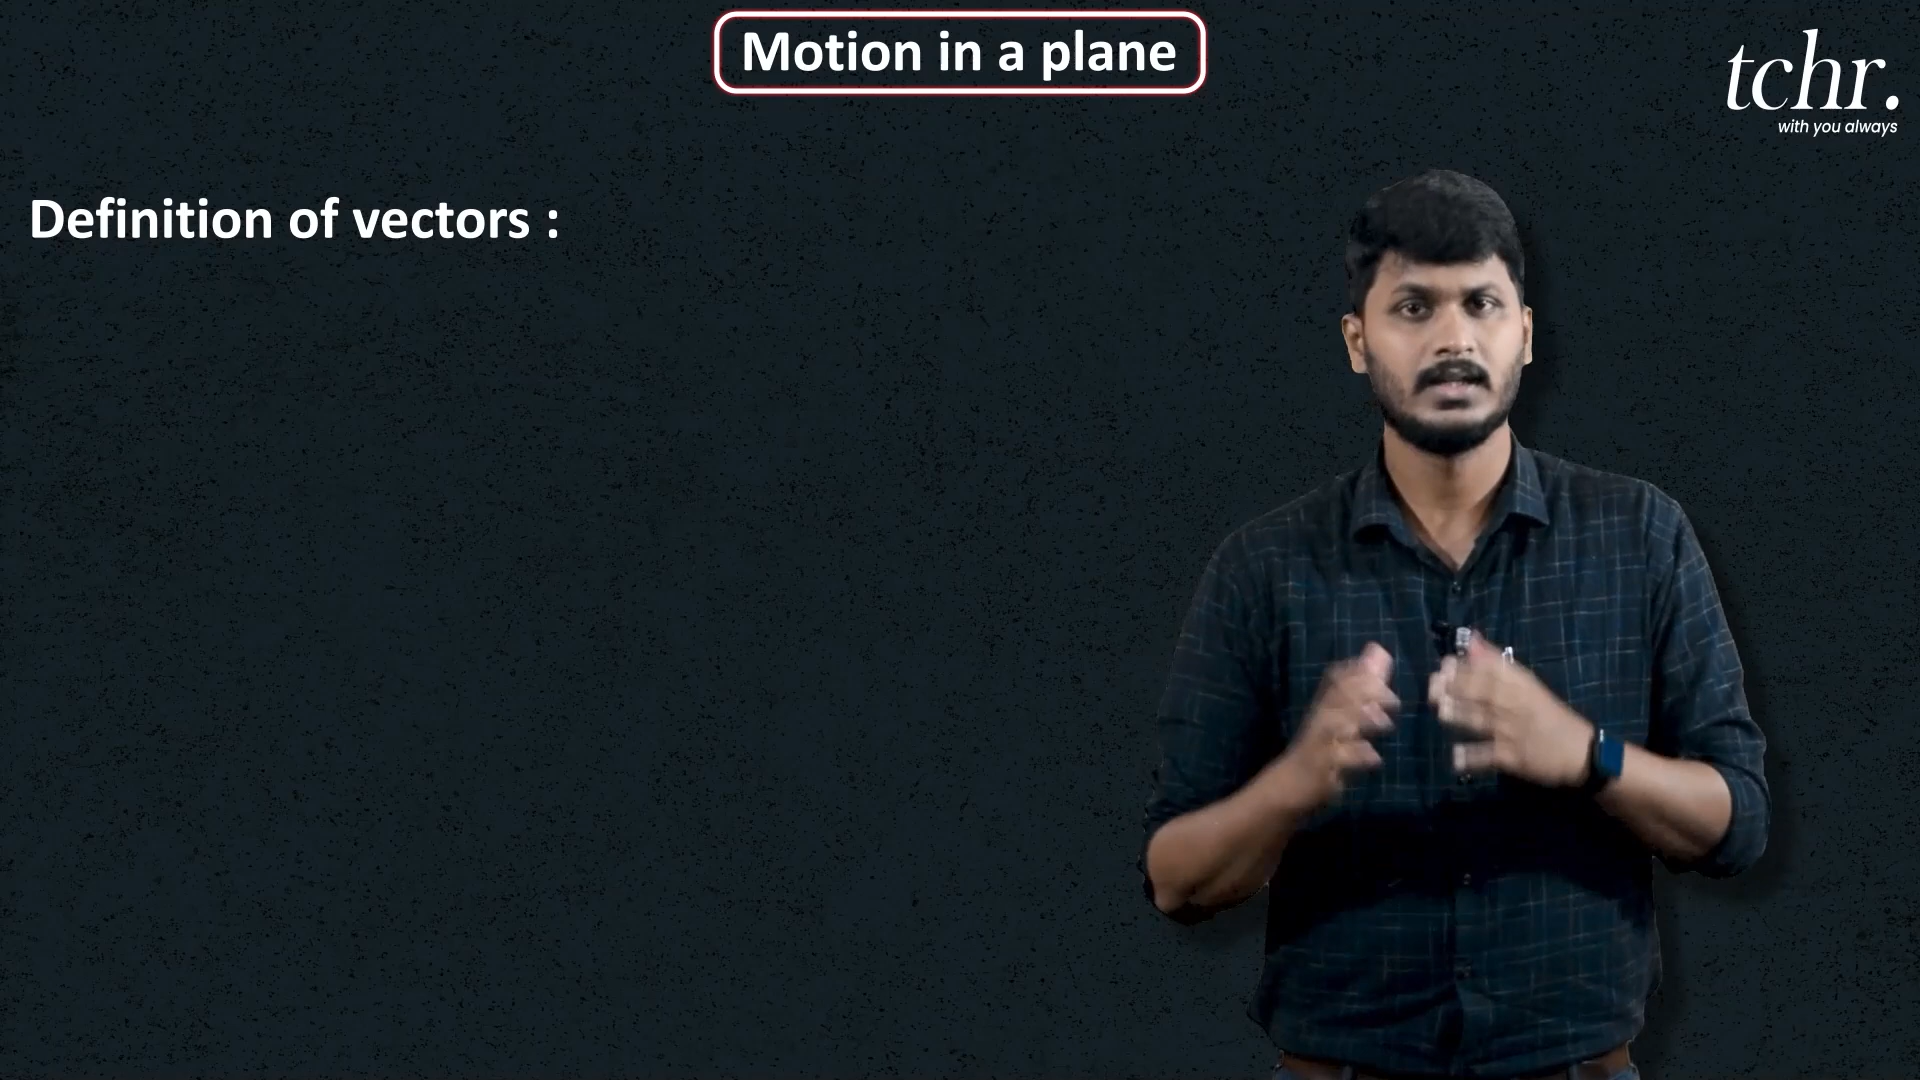 Motion in a plane
tchr.
with you always
Definition of vectors :